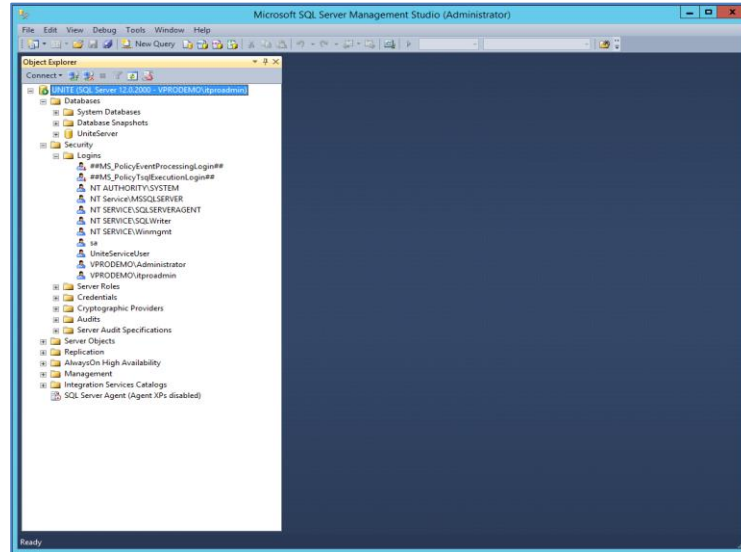 Microsoft SQL Server Management Studio (Administrator)
File Edit View Debug Tools Window Help
New Query
Object Explorer
Connect
UNITE (SQL Server 12.0.2000 - VPRODEMO\itproadmin)
Databases
System Databases
Database Snapshots
UniteServer
Security
Logins
##MS_PolicyEventProcessingLogin##
##MS_PolicyTsqlExecutionLogin##
NT AUTHORITY\SYSTEM
NT Service\MSSQLSERVER
NT SERVICE\SQLSERVERAGENT
NT SERVICE\SQLWriter
NT SERVICE\Winmgmt
sa
UniteServiceUser
VPRODEMO\Administrator
VPRODEMO\itproadmin
Server Roles
Credentials
Cryptographic Providers
Audits
Server Audit Specifications
Server Objects
Replication
AlwaysOn High Availability
Management
Integration Services Catalogs
SQL Server Agent (Agent XPs disabled)
Ready